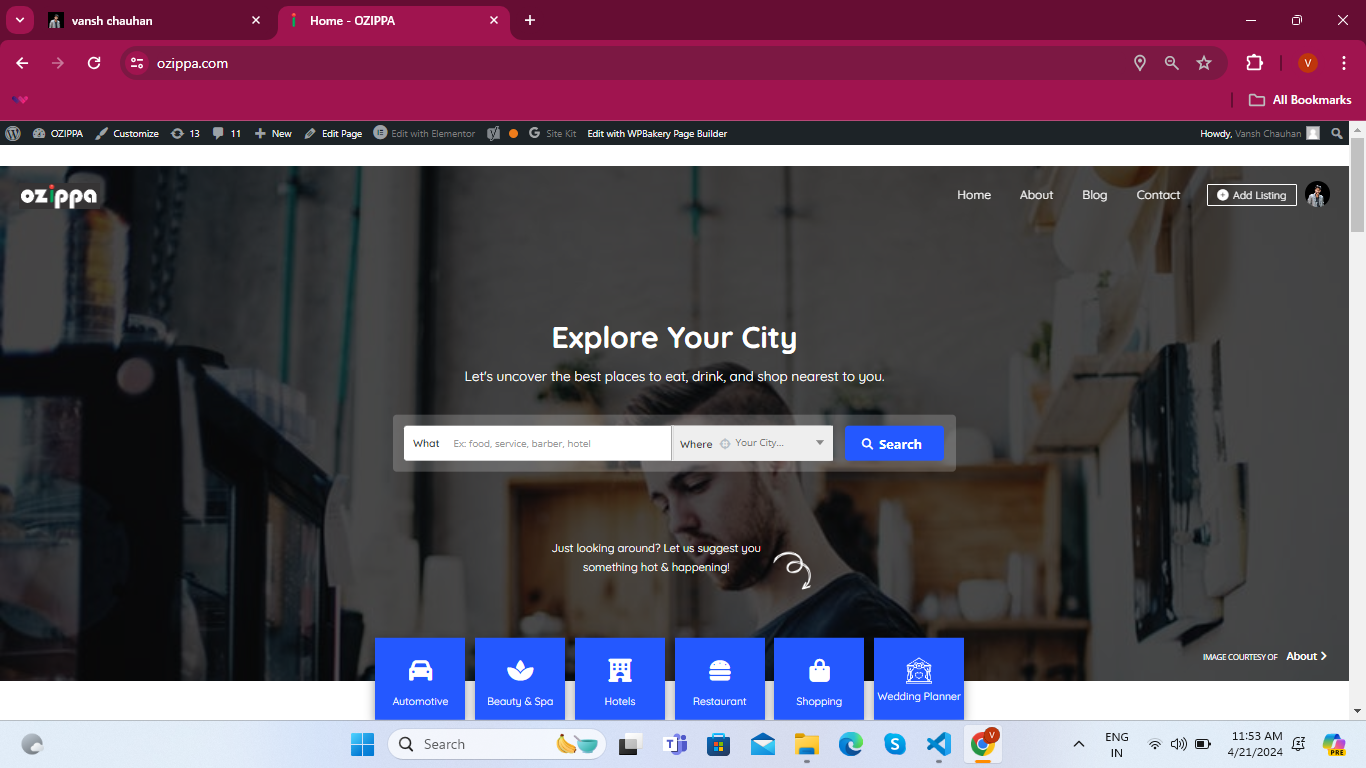 vansh chauhan
Home - OZIPPA
ozippa.com
V
All Bookmarks
OZIPPA Customize 13 11 New Edit Page Edit with Elementor Site Kit Edit with WPBakery Page Builder
Howdy, Vansh Chauhan
ozippa
Home About Blog Contact Add Listing
Explore Your City
Let's uncover the best places to eat, drink, and shop nearest to you.
What Ex: food, service, barber, hotel Where Your City... Search
Just looking around? Let us suggest you
something hot & happening!
IMAGE COURTESY OF About
Automotive Beauty & Spa Hotels Restaurant Shopping Wedding Planner
Search
V
ENG
IN
11:53 AM
4/21/2024
PRE